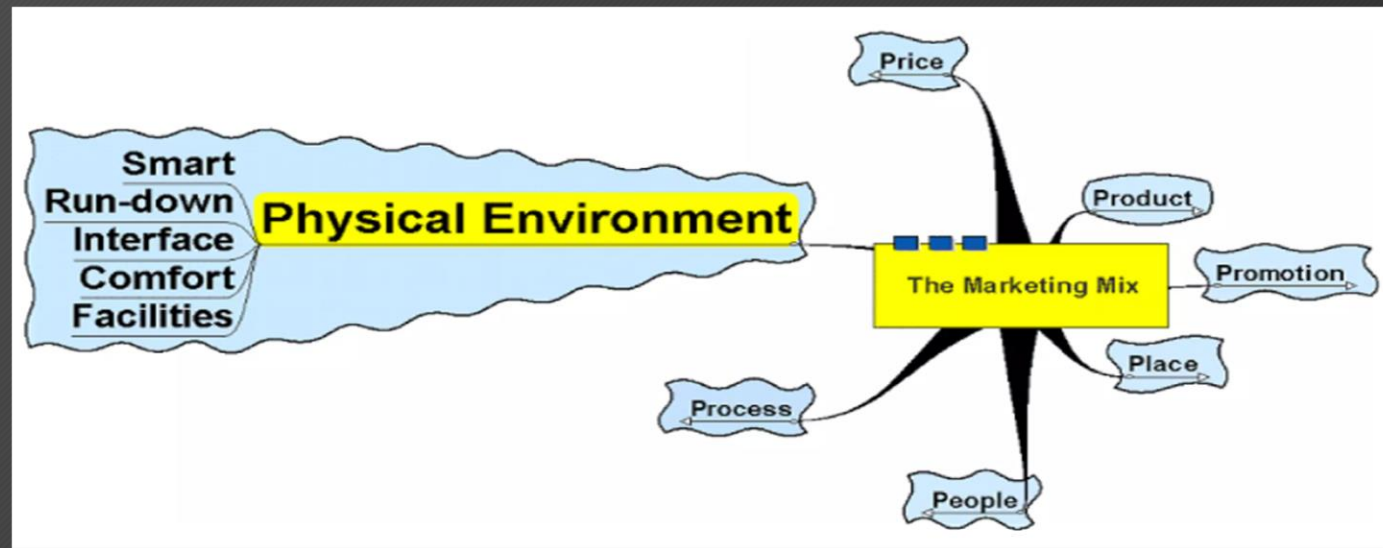 Price
Smart
Run-down
Interface
Comfort
Facilities
Physical Environment
Product
The Marketing Mix
Promotion
Place
Process
People